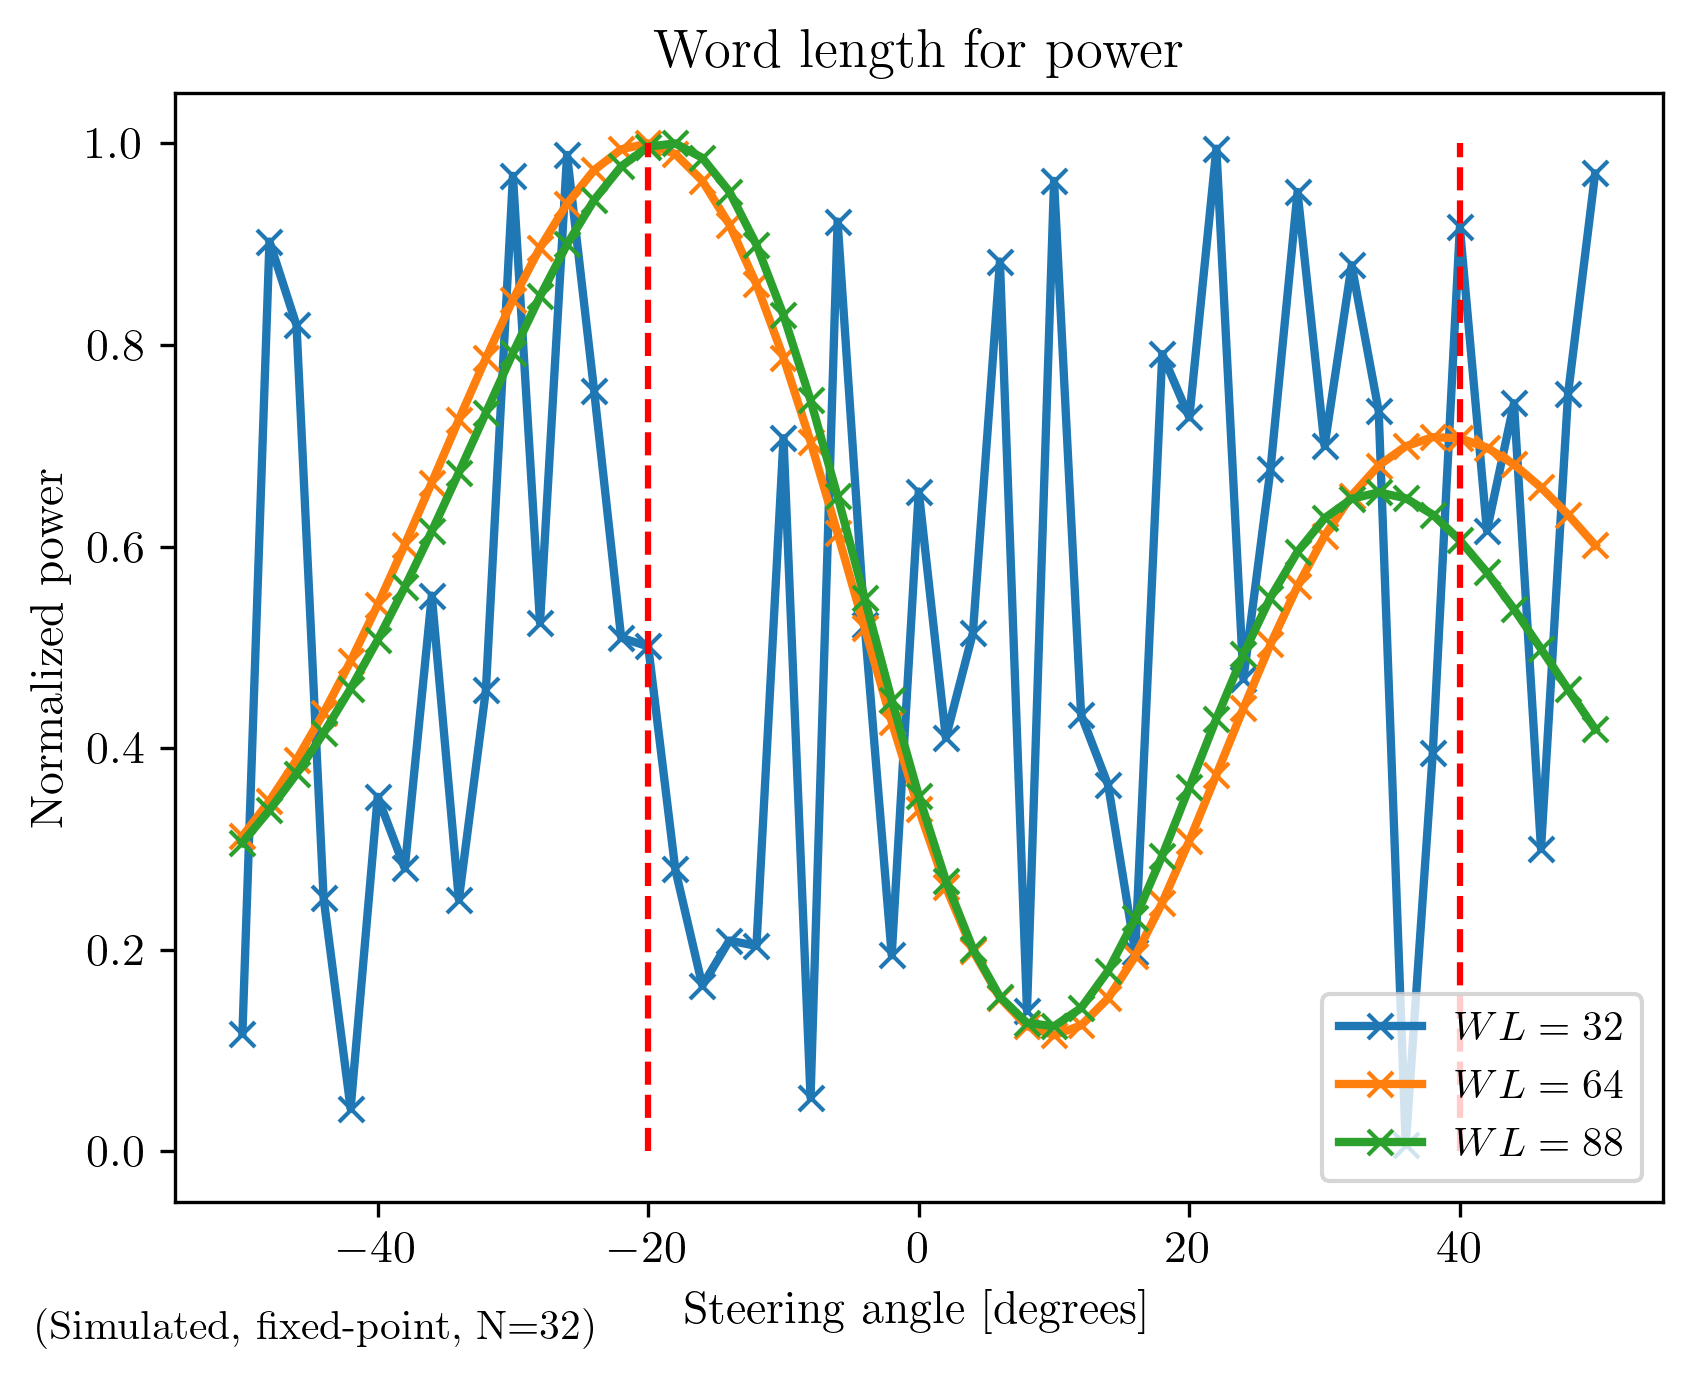 Word length for power
Normalized power
1.0
0.8
0.6
0.4
0.2
0.0
−40 −20 0 20 40
Steering angle [degrees]
WL = 32
WL = 64
WL = 88
(Simulated, fixed-point, N=32)